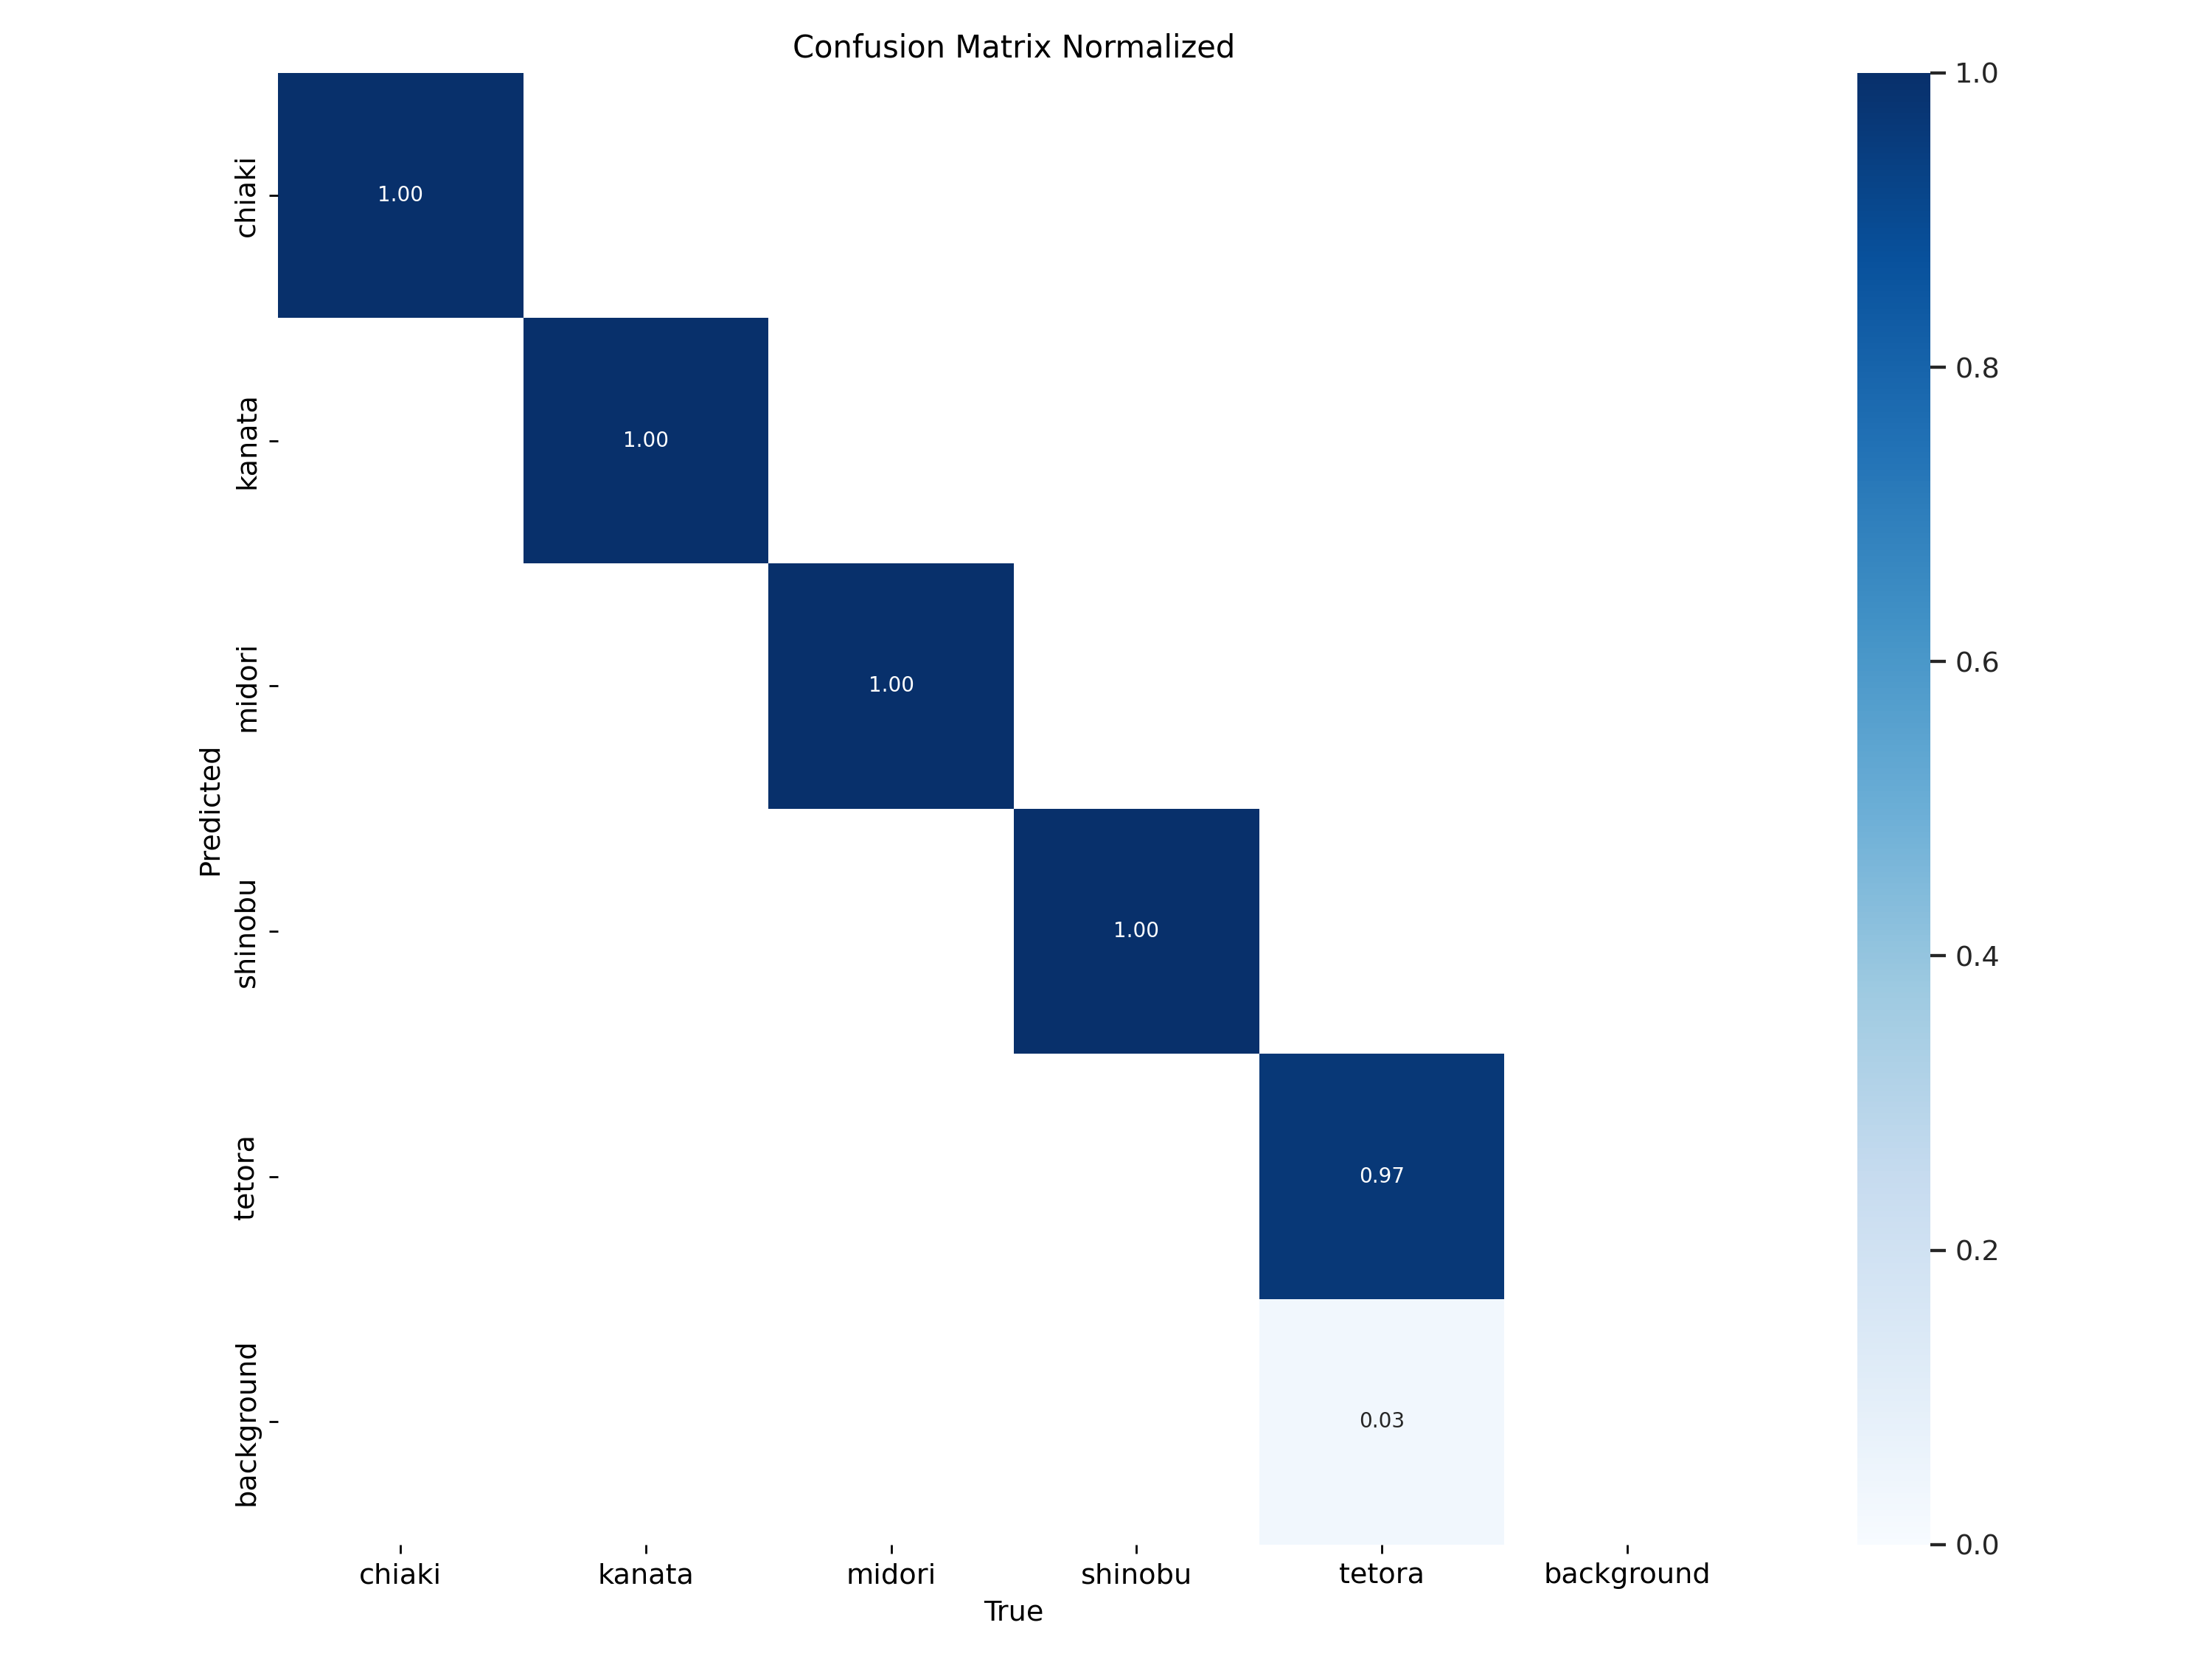 Confusion Matrix Normalized
chiaki
kanata
midori
shinobu
tetora
background
Predicted
1.00
1.00
1.00
1.00
0.97
0.03
chiaki
kanata
midori
shinobu
tetora
background
True
1.0
0.8
0.6
0.4
0.2
0.0